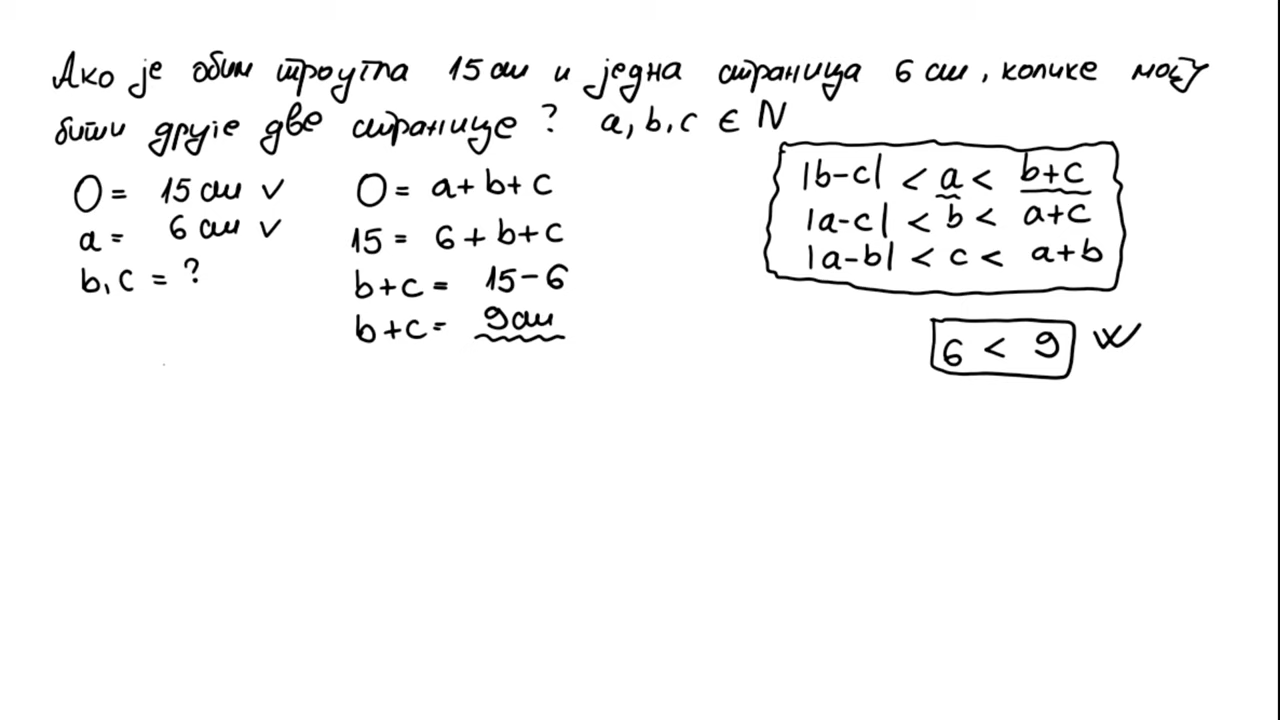 Ако је обим троугла 15 cm и једна страница 6 cm, колике могу
бити друге две странице? a, b, c ∈ N
O = 15 cm ✓
a = 6 cm ✓
b, c = ?
O = a + b + c
15 = 6 + b + c
b + c = 15 - 6
b + c = 9 cm
|b-c| < a < b+c
|a-c| < b < a+c
|a-b| < c < a+b
6 < 9